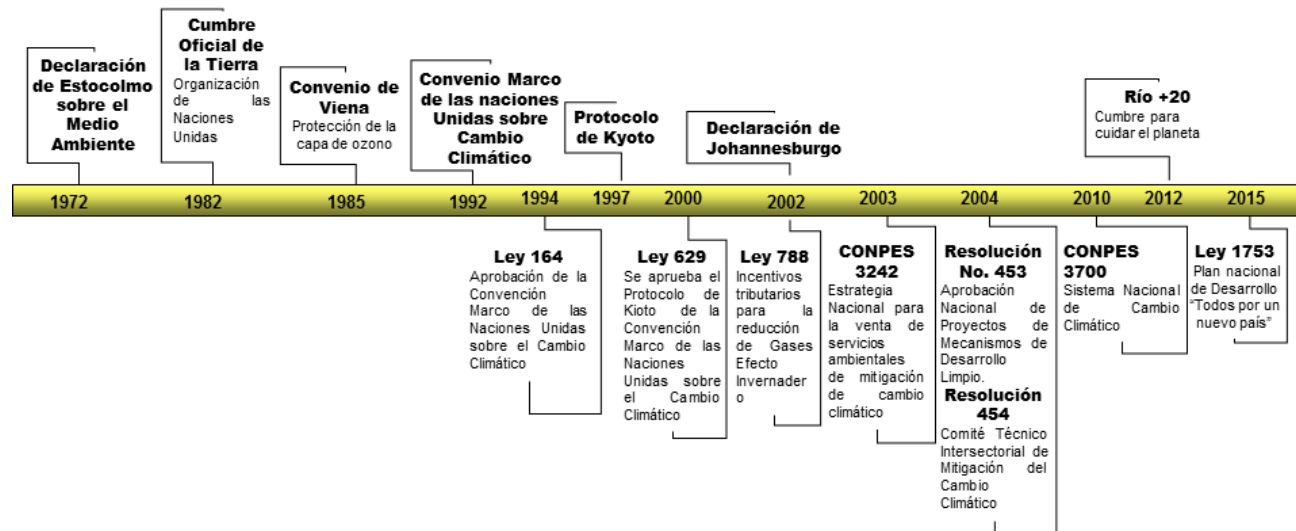 Declaración
de Estocolmo
sobre el
Medio
Ambiente
Cumbre
Oficial de
la Tierra
Organización
de las
Naciones
Unidas
Convenio de
Viena
Protección de la
capa de ozono
Convenio Marco
de las naciones
Unidas sobre
Cambio
Climático
Protocolo
de Kyoto
Declaración de
Johannesburgo
Río +20
Cumbre para
cuidar el planeta
1972 1982 1985 1992 1994 1997 2000 2002 2003 2004 2010 2012 2015
Ley 164
Aprobación de la
Convención
Marco de las
Naciones Unidas
sobre el Cambio
Climático
Ley 629
Se aprueba el
Protocolo de
Kioto de la
Convención
Marco de las
Naciones
Unidas sobre
el Cambio
Climático
Ley 788
Incentivos
tributarios
para la
reducción
de Gases
Efecto
Invernader
o
CONPES
3242
Estrategia
Nacional para
la venta de
servicios
ambientales
de mitigación
de cambio
climático
Resolución
No. 453
Aprobación
Nacional de
Proyectos de
Mecanismos de
Desarrollo
Limpio.
Resolución
454
Comité Técnico
Intersectorial de
Mitigación del
Cambio
Climático
CONPES
3700
Sistema Nacional
de Cambio
Climático
Ley 1753
Plan nacional
de Desarrollo
“Todos por un
nuevo país”